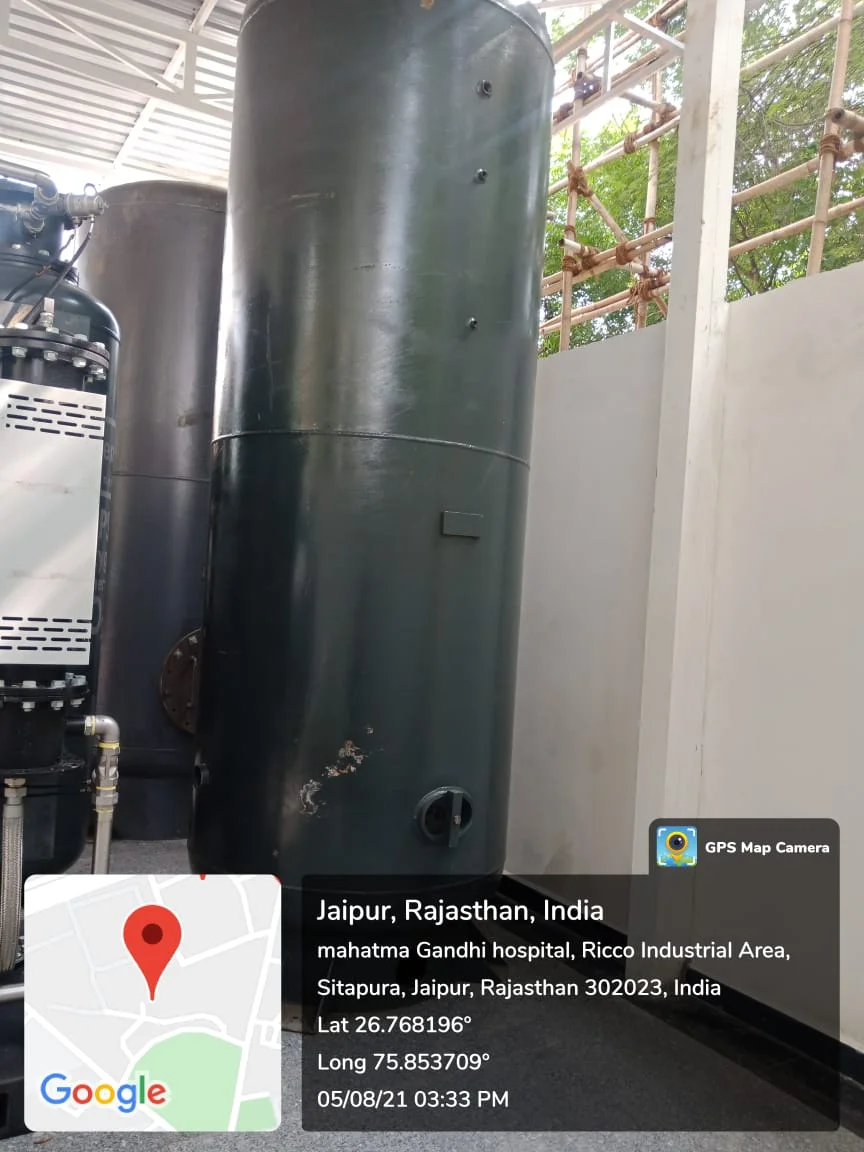 GPS Map Camera
Jaipur, Rajasthan, India
mahatma Gandhi hospital, Ricco Industrial Area,
Sitapura, Jaipur, Rajasthan 302023, India
Lat 26.768196°
Long 75.853709°
05/08/21 03:33 PM
Google